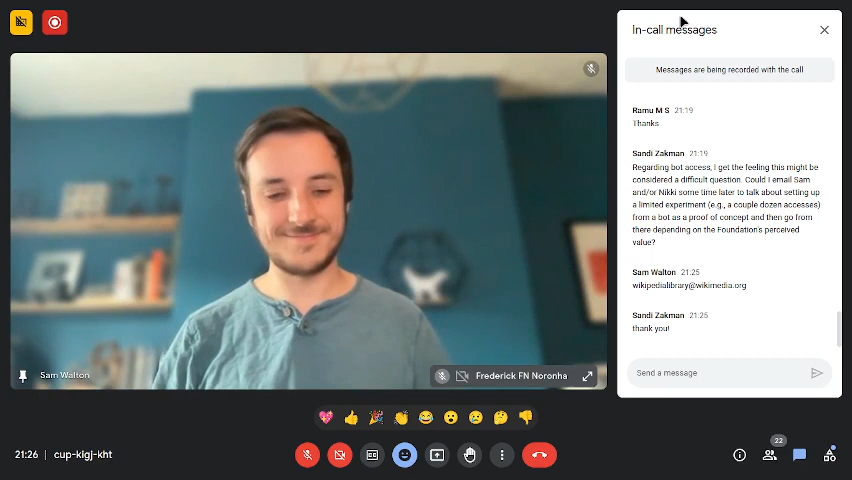 In-call messages
Messages are being recorded with the call
Ramu M S 21:19
Thanks
Sandi Zakman 21:19
Regarding bot access, I get the feeling this might be
considered a difficult question. Could I email Sam
and/or Nikki some time later to talk about setting up
a limited experiment (e.g., a couple dozen accesses)
from a bot as a proof of concept and then go from
there depending on the Foundation's perceived
value?
Sam Walton 21:25
wikipedialibrary@wikimedia.org
Sandi Zakman 21:25
thank you!
Send a message
Sam Walton
Frederick FN Noronha
21:26 cup-kigj-kht
22